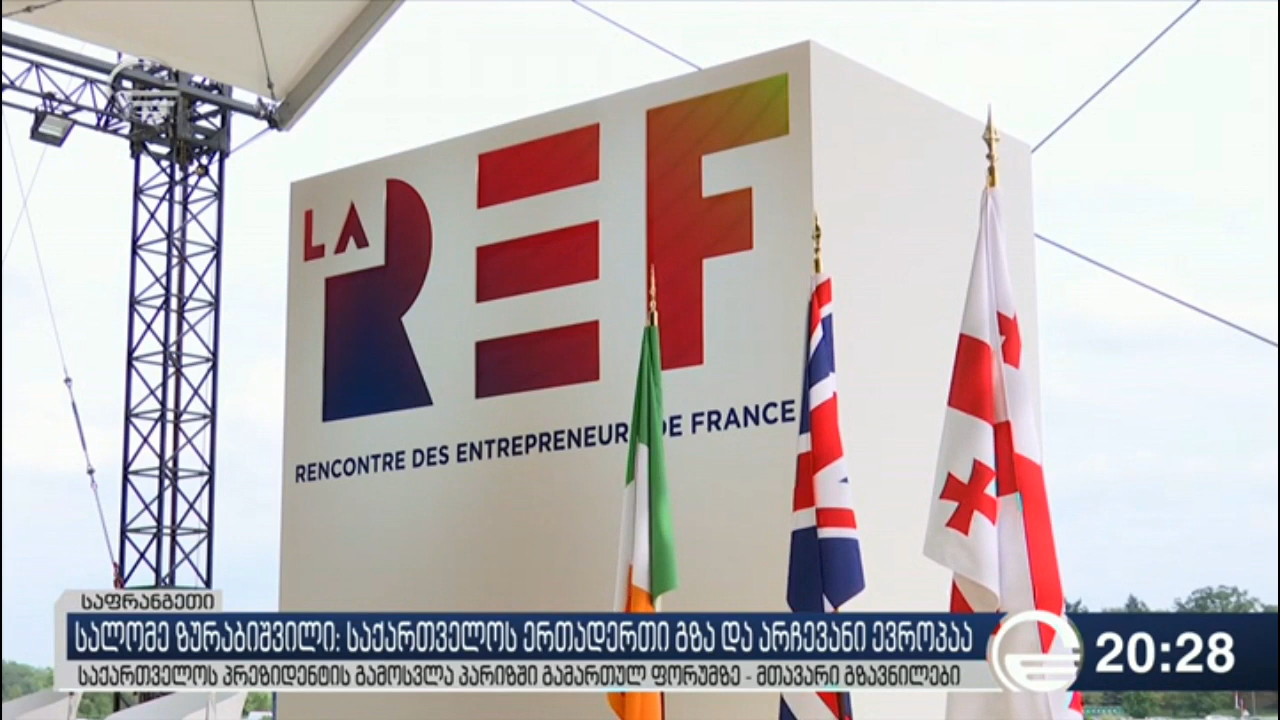 LA
REF
RENCONTRE DES ENTREPRENEUR DE FRANCE
საფრანგეთი
სალომე ზურაბიშვილი: საქართველოს ერთადერთი გზა და არჩევანი ევროპაა
საქართველოს პრეზიდენტის გამოსვლა პარიზში გამართულ ფორუმზე - მთავარი გზავნილები
20:28